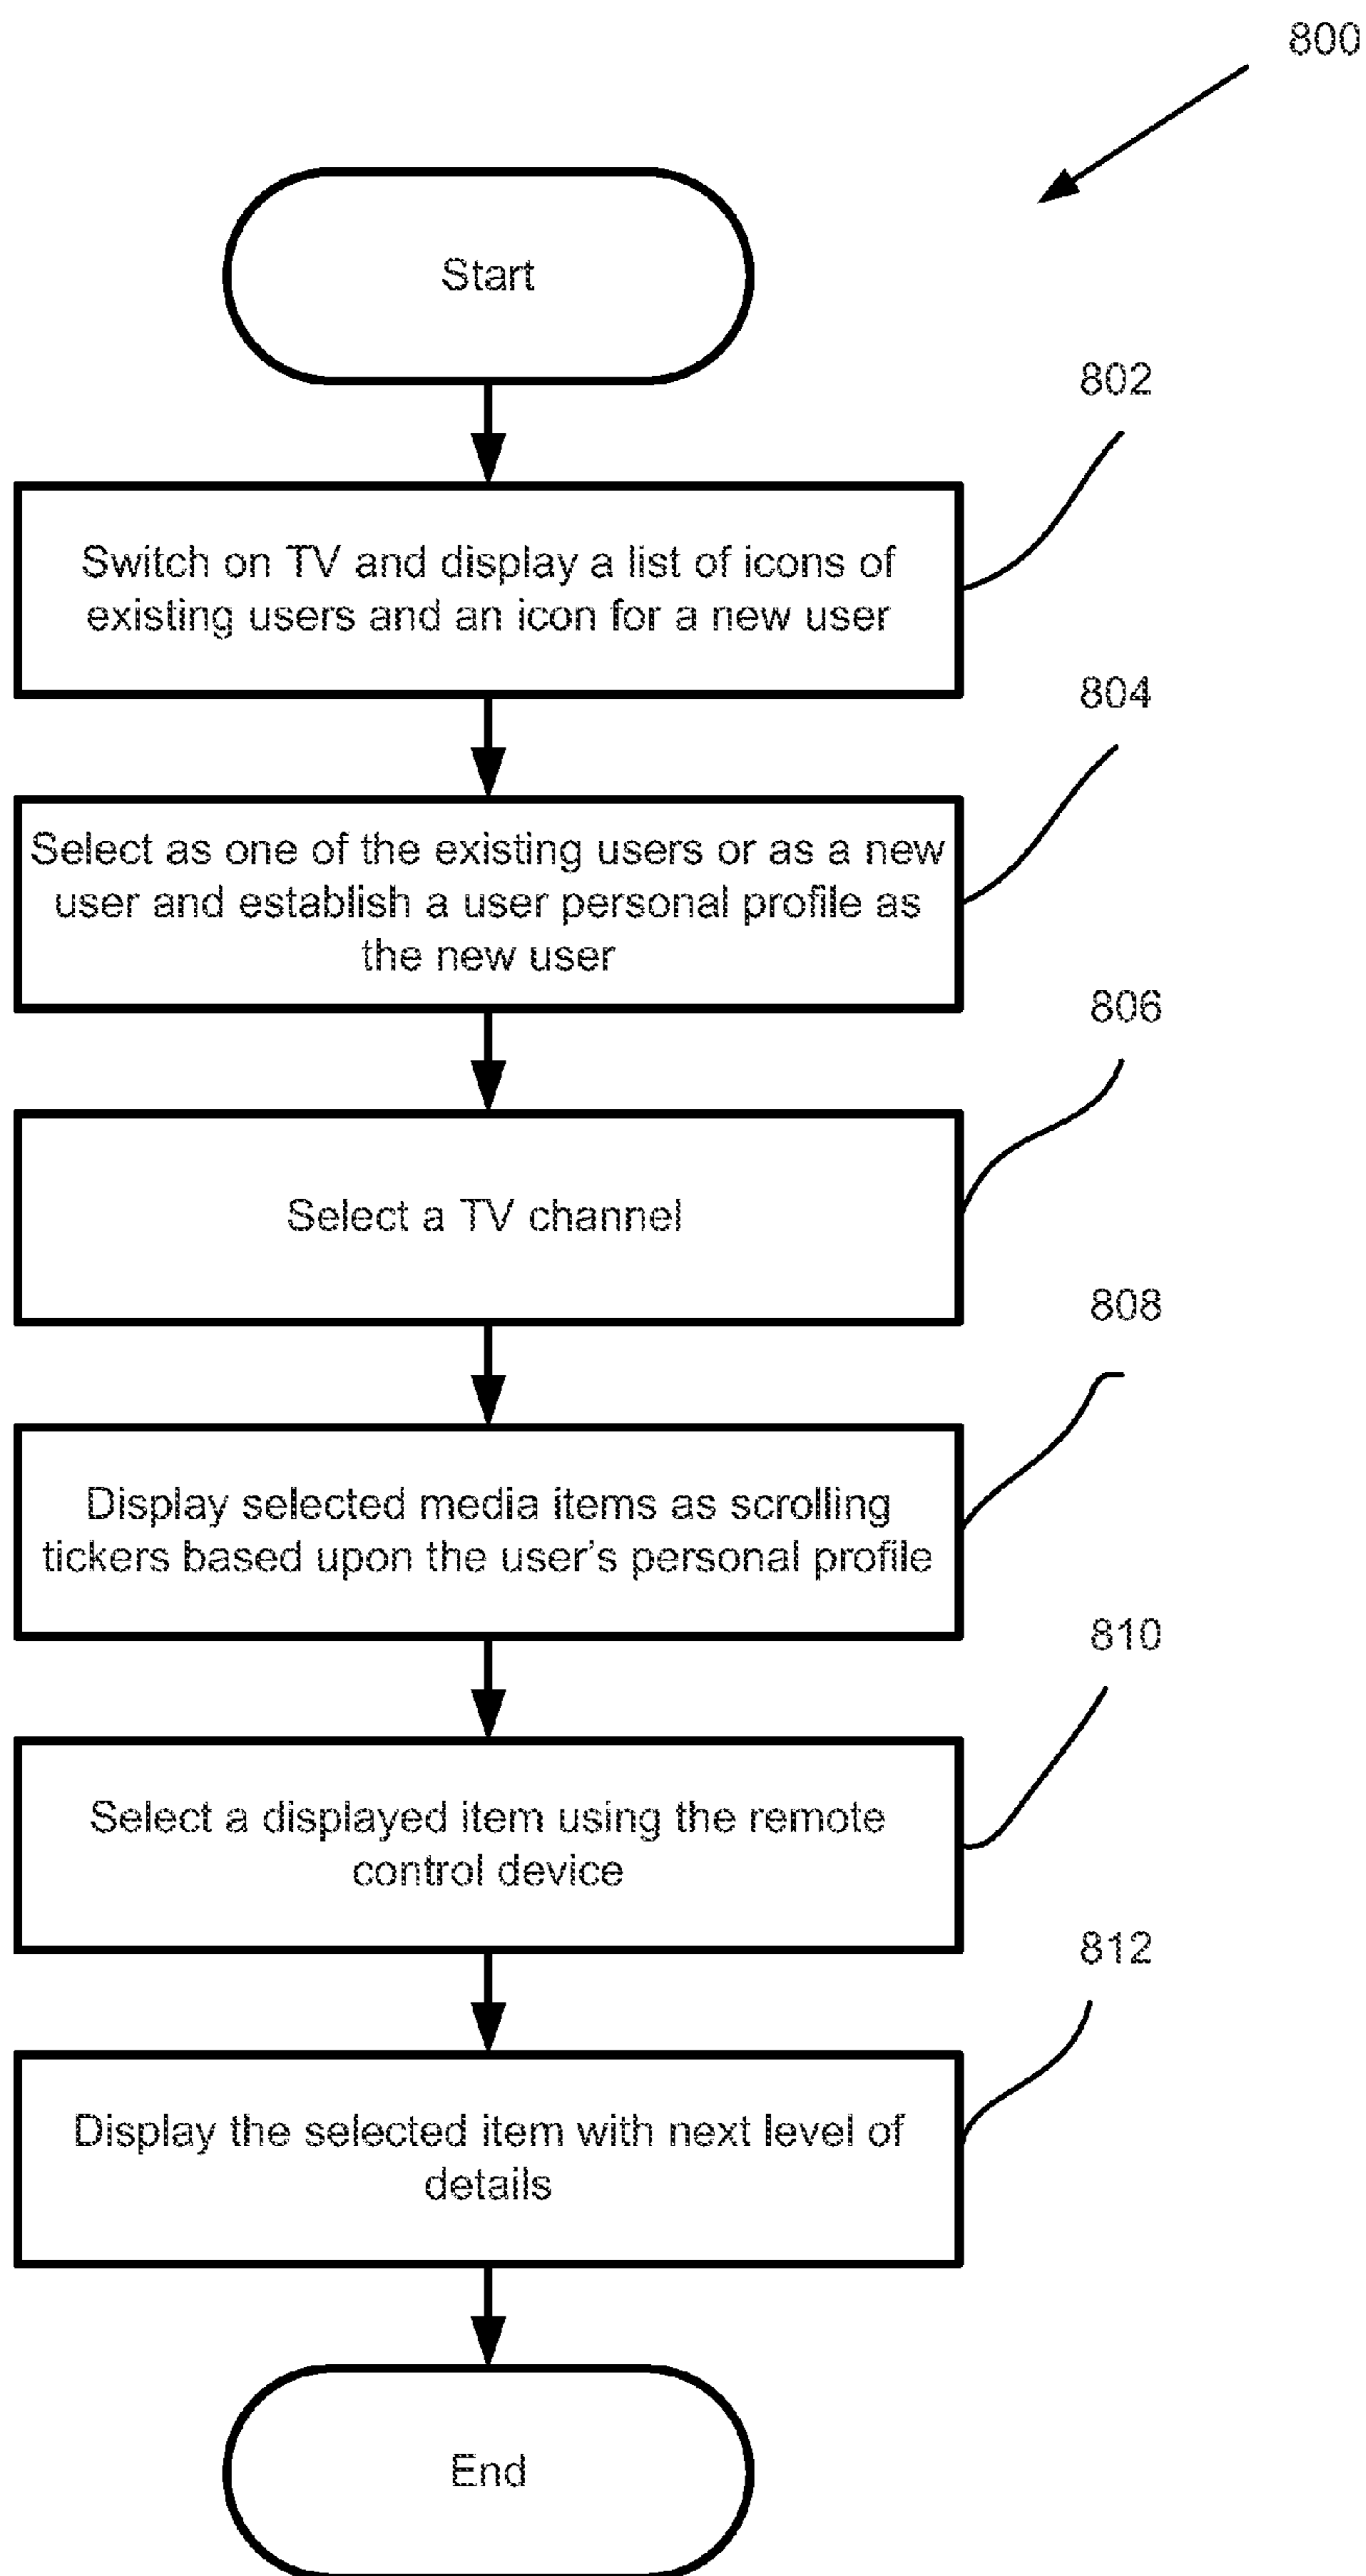 800
Start
802
Switch on TV and display a list of icons of
existing users and an icon for a new user
804
Select as one of the existing users or as a new
user and establish a user personal profile as
the new user
806
Select a TV channel
808
Display selected media items as scrolling
tickers based upon the user's personal profile
810
Select a displayed item using the remote
control device
812
Display the selected item with next level of
details
End